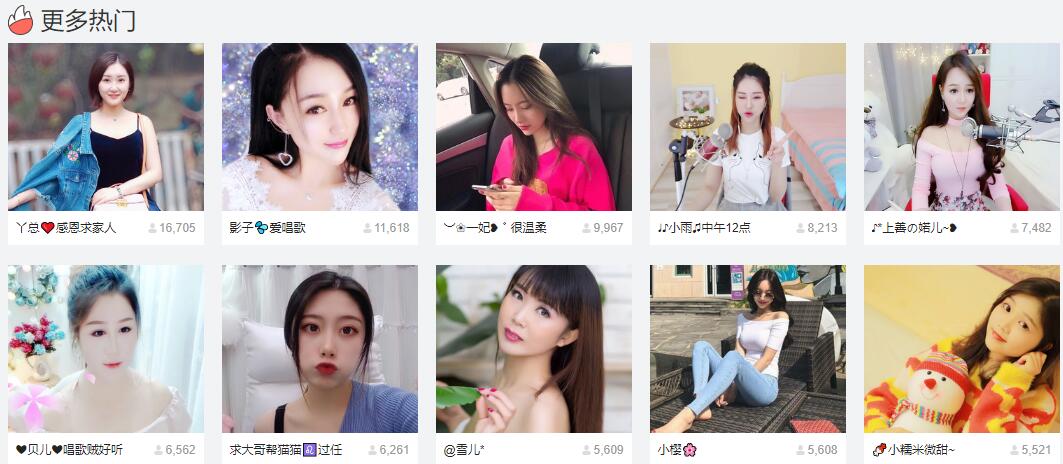 更多热门
丫总❤️感恩求家人 16,705
影子💦爱唱歌 11,618
︶❀一妃❥゜很温柔 9,967
♩♪小雨♫中午12点 8,213
♪°上善の婼儿~❥ 7,482
♥贝儿♥唱歌贼好听 6,562
求大哥帮猫猫♌过任 6,261
@雪儿* 5,609
小樱🌸 5,608
🍡小糯米微甜~ 5,521